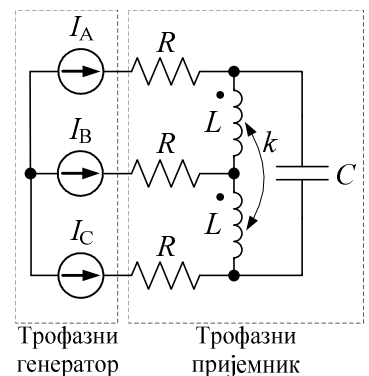 I_A
R
L
k
I_B
R
C
L
I_C
R
Трофазни
генератор
Трофазни
пријемник